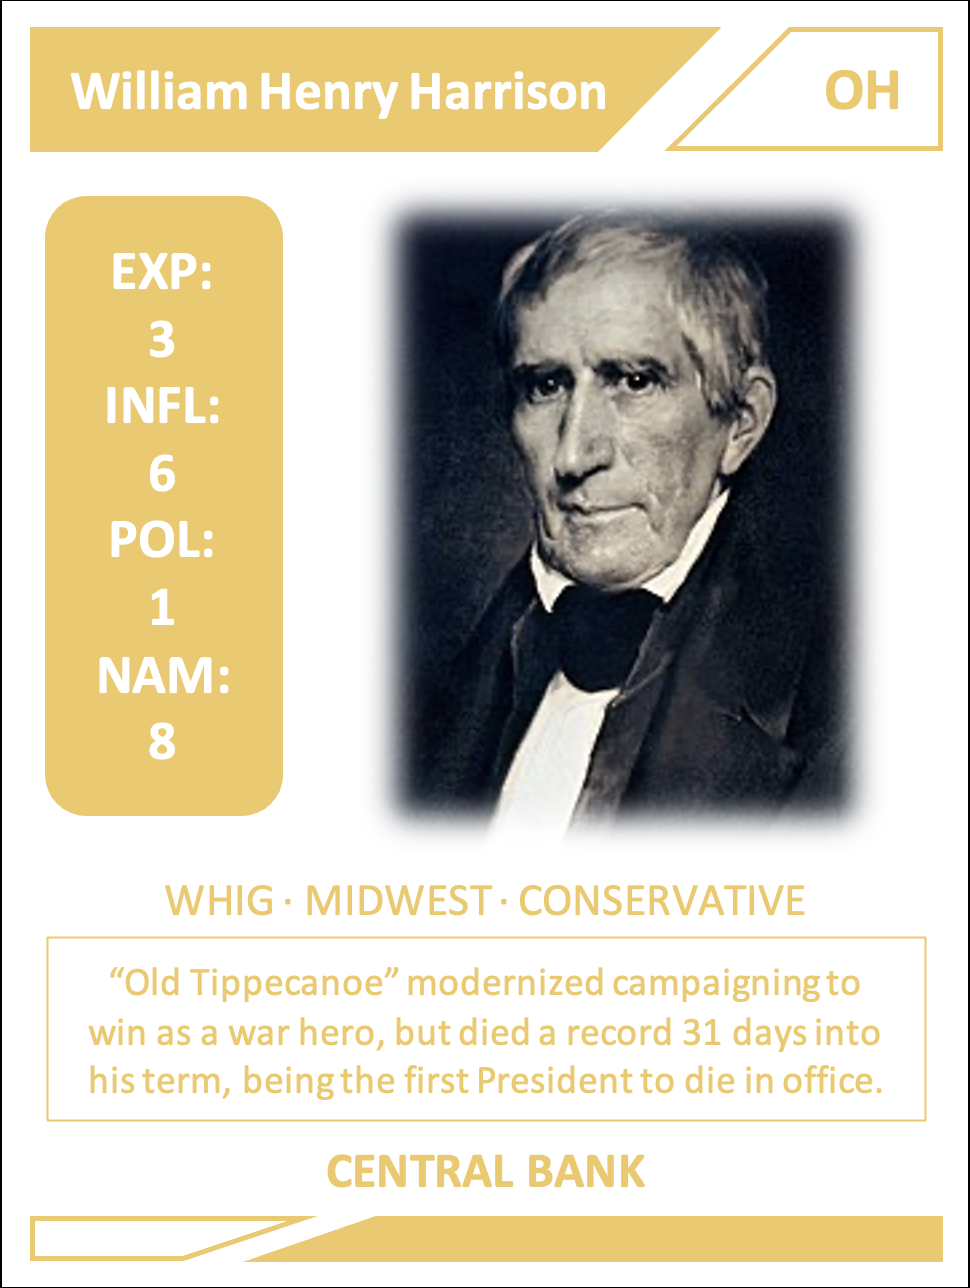 William Henry Harrison
OH
EXP:
3
INFL:
6
POL:
1
NAM:
8
WHIG · MIDWEST · CONSERVATIVE
“Old Tippecanoe” modernized campaigning to
win as a war hero, but died a record 31 days into
his term, being the first President to die in office.
CENTRAL BANK